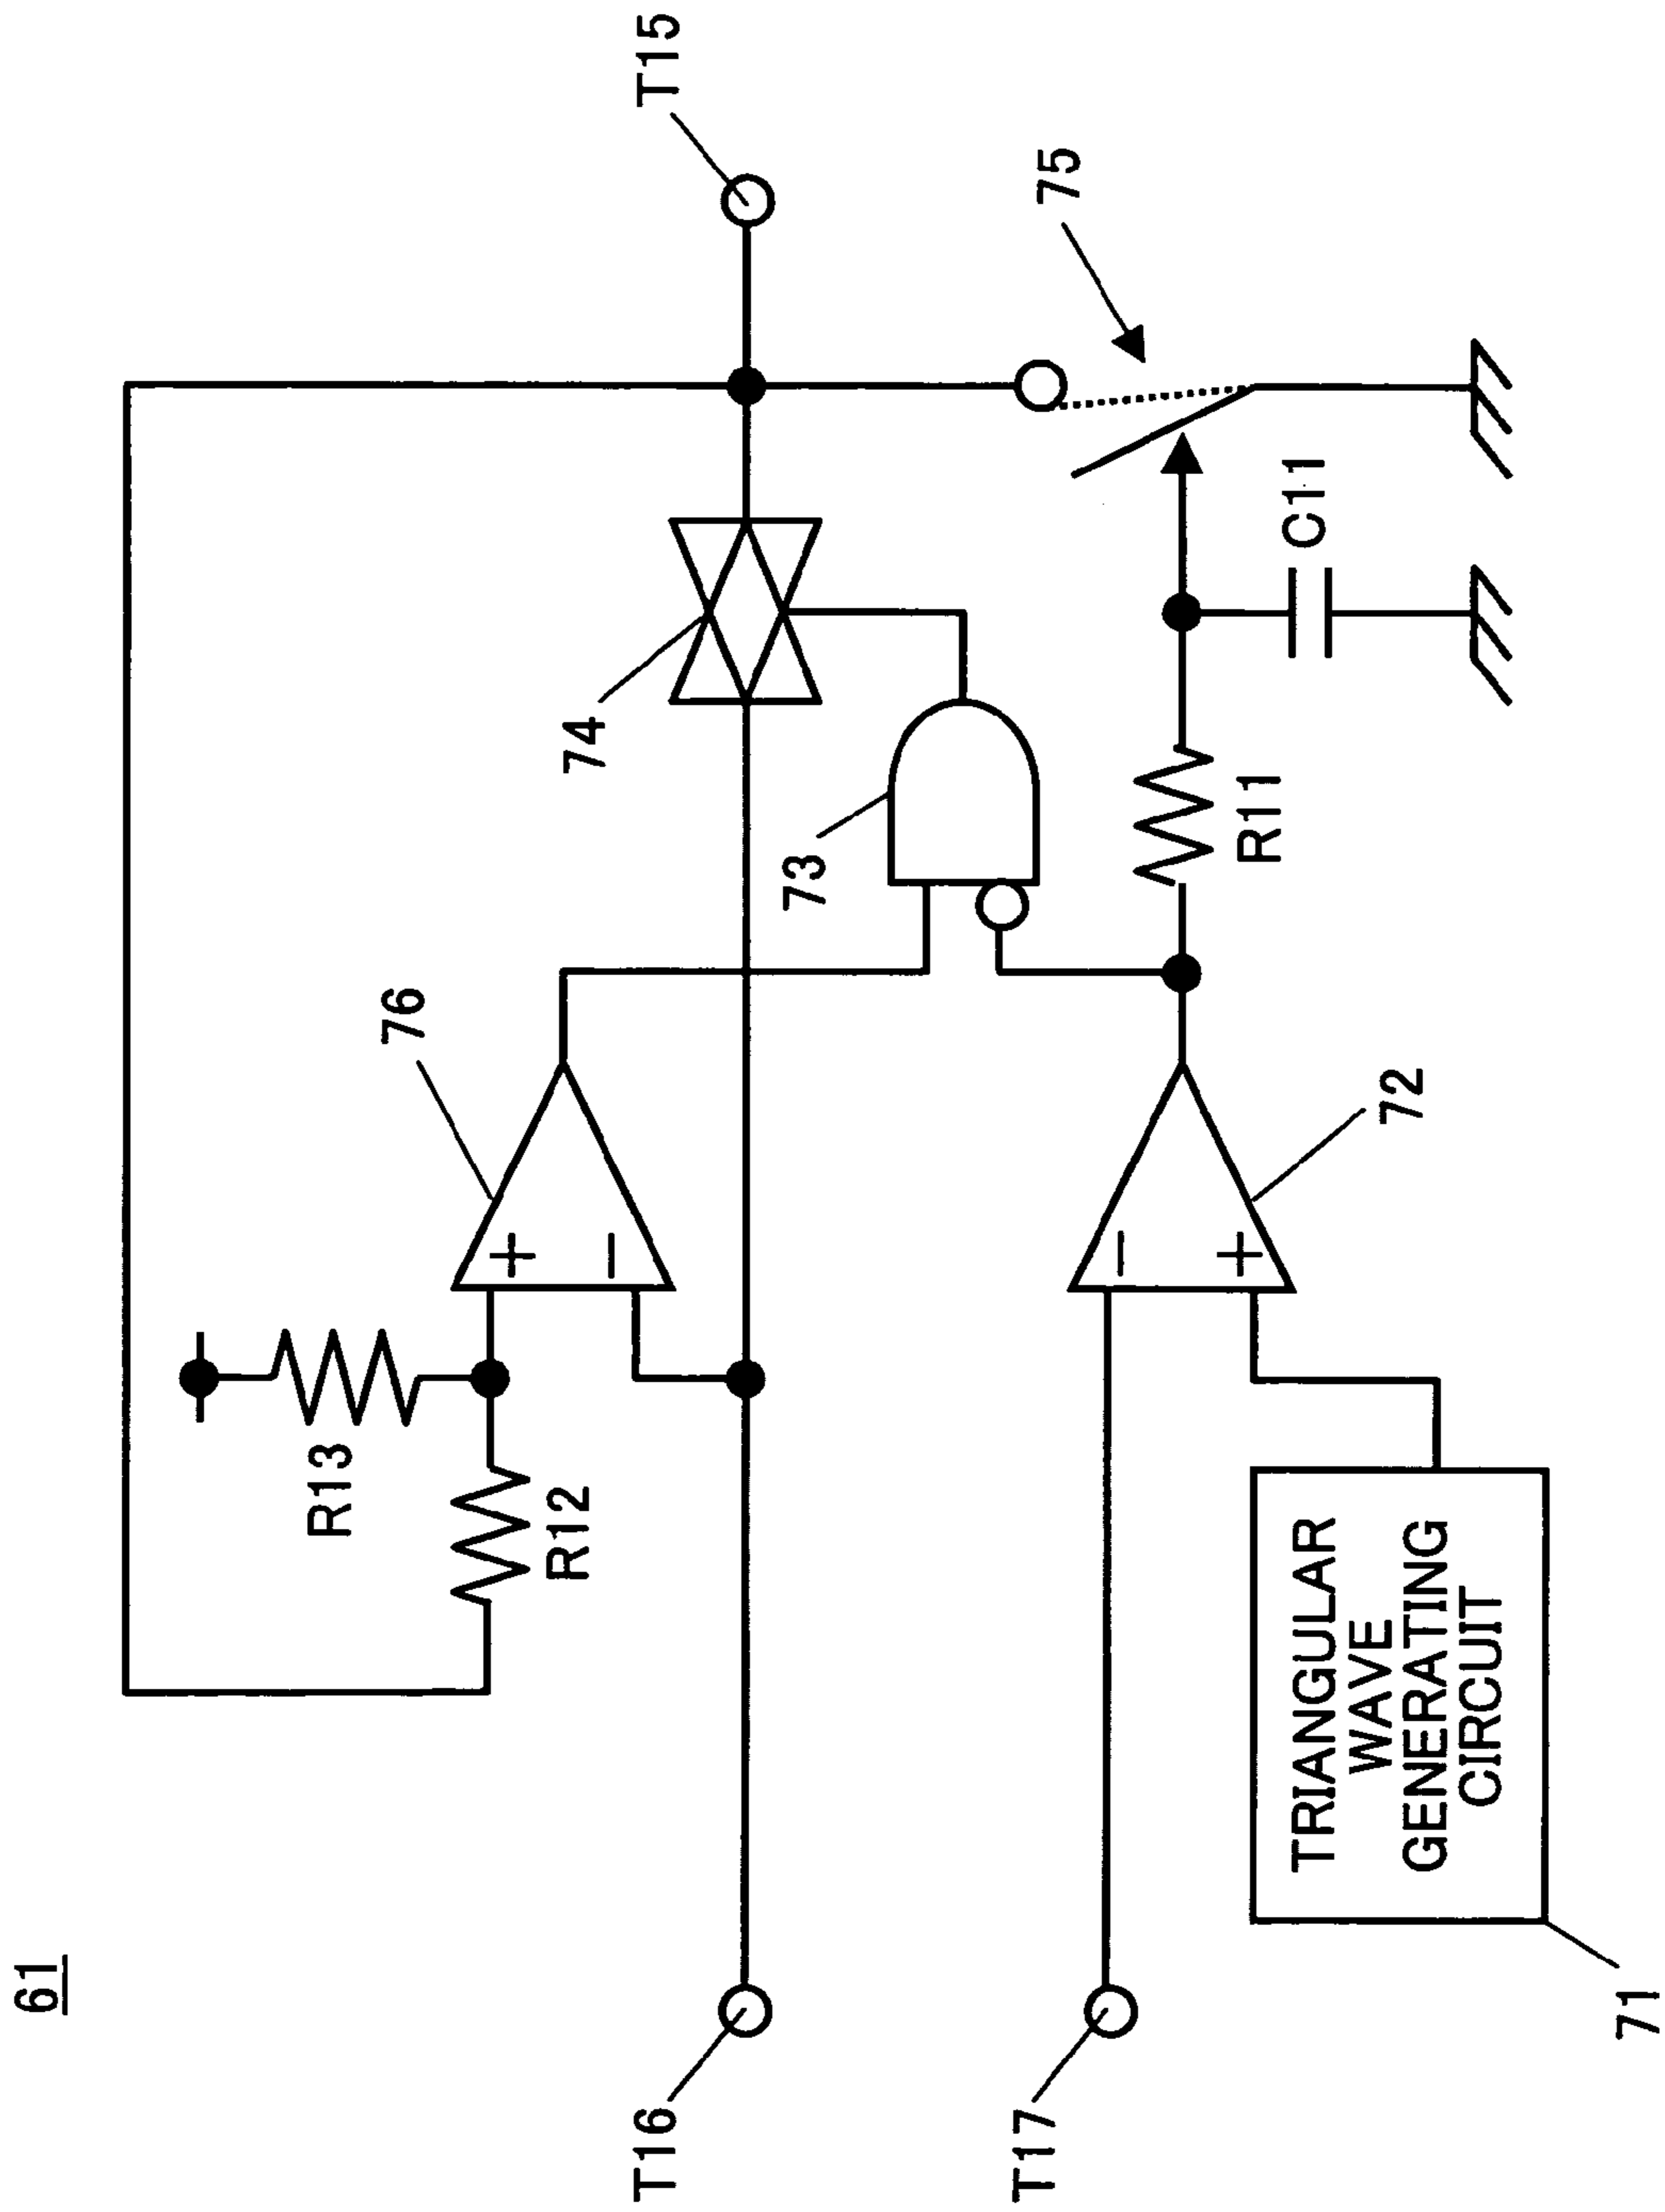 61
T15
76
74
R13
R12
73
75
T16
R11
C11
72
T17
TRIANGULAR
WAVE
GENERATING
CIRCUIT
71
+
−
−
+